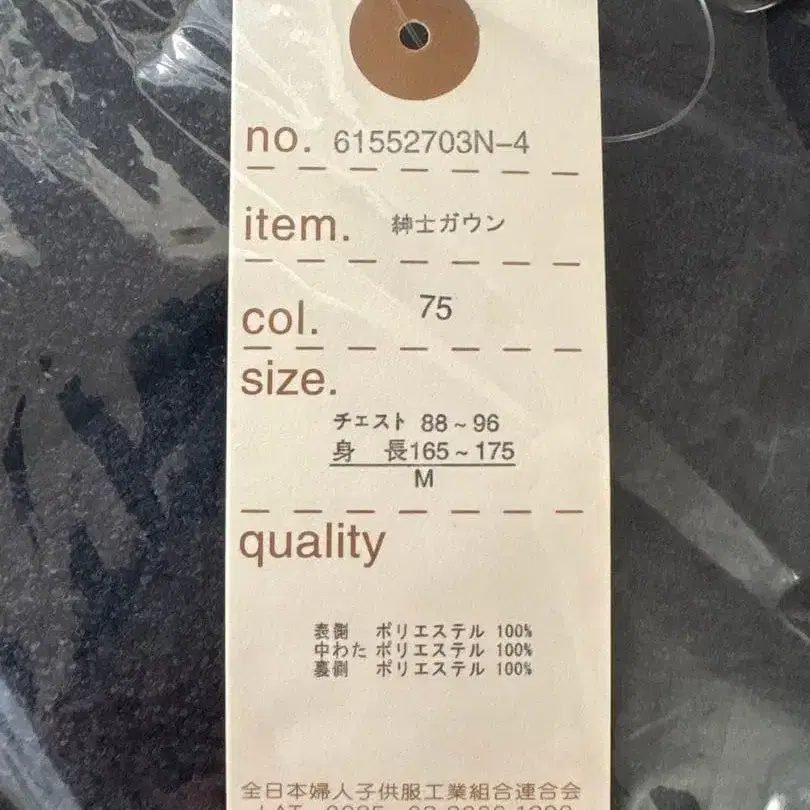 no. 61552703N-4
item. 紳士ガウン
col. 75
size.
チェスト 88~96
身 長165~175
M
quality
表側 ポリエステル 100%
中わた ポリエステル 100%
裏側 ポリエステル 100%
全日本婦人子供服工業組合連合会